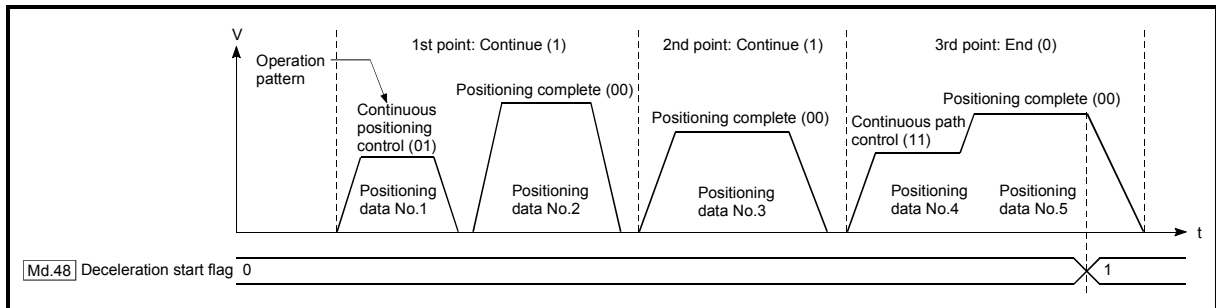 V
1st point: Continue (1)
2nd point: Continue (1)
3rd point: End (0)
Operation
pattern
Positioning complete (00)
Continuous
positioning
control (01)
Positioning complete (00)
Positioning complete (00)
Continuous path
control (11)
Positioning
data No.1
Positioning
data No.2
Positioning
data No.3
Positioning
data No.4
Positioning
data No.5
t
Md.48 Deceleration start flag 0
1